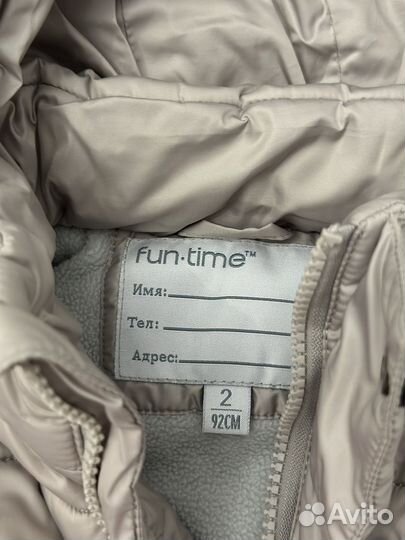 fun·time™
Имя:
Тел:
Адрес:
2
92CM
Avito